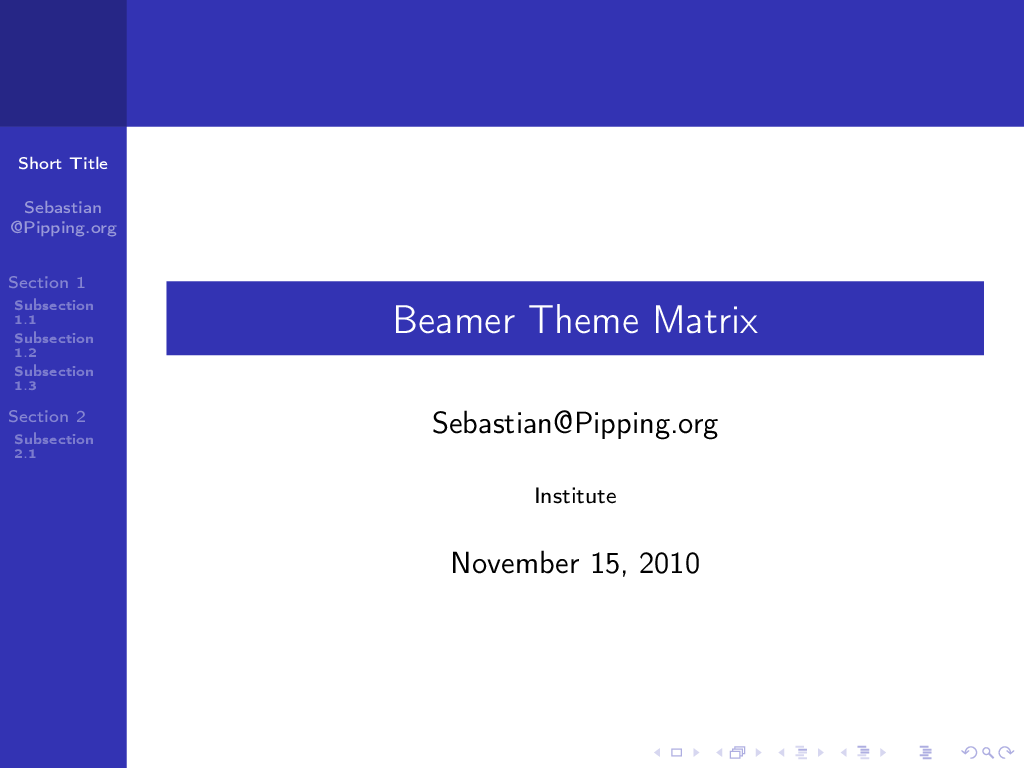 Short Title
Sebastian
@Pipping.org
Section 1
Subsection
1.1
Subsection
1.2
Subsection
1.3
Section 2
Subsection
2.1
Beamer Theme Matrix
Sebastian@Pipping.org
Institute
November 15, 2010